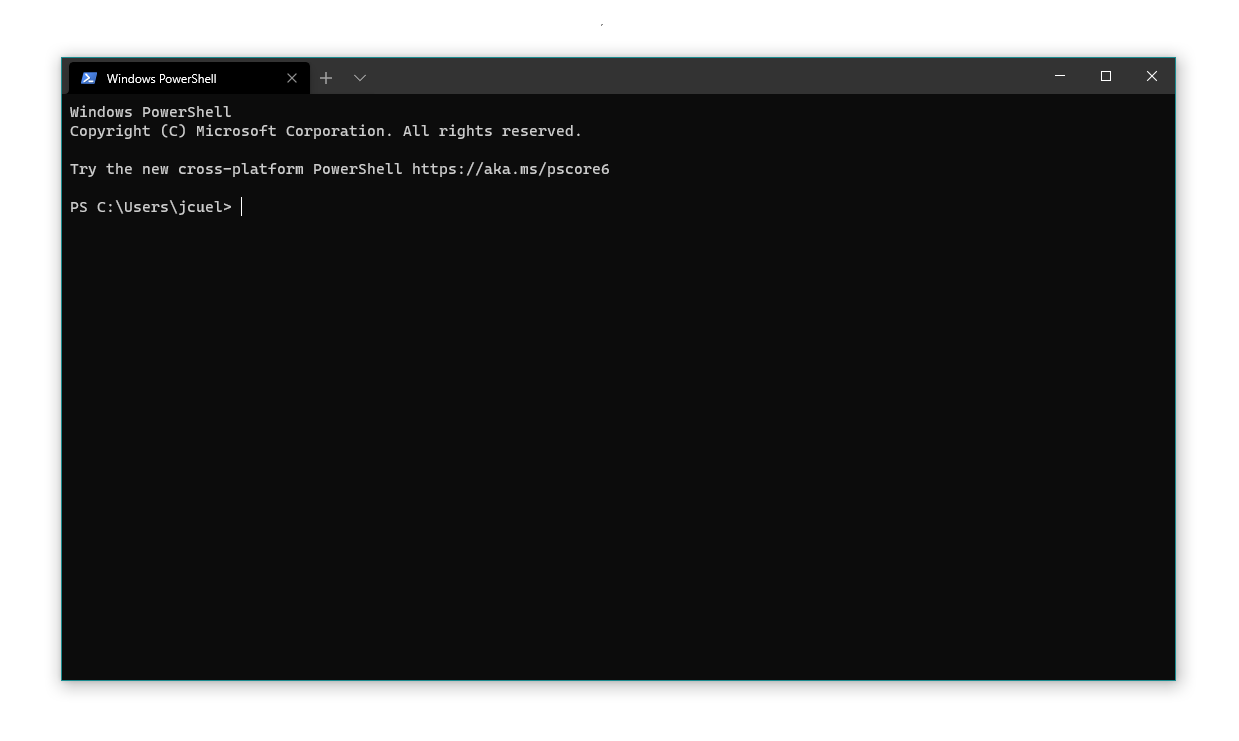 Windows PowerShell
Windows PowerShell
Copyright (C) Microsoft Corporation. All rights reserved.
Try the new cross-platform PowerShell https://aka.ms/pscore6
PS C:\Users\jcuel>